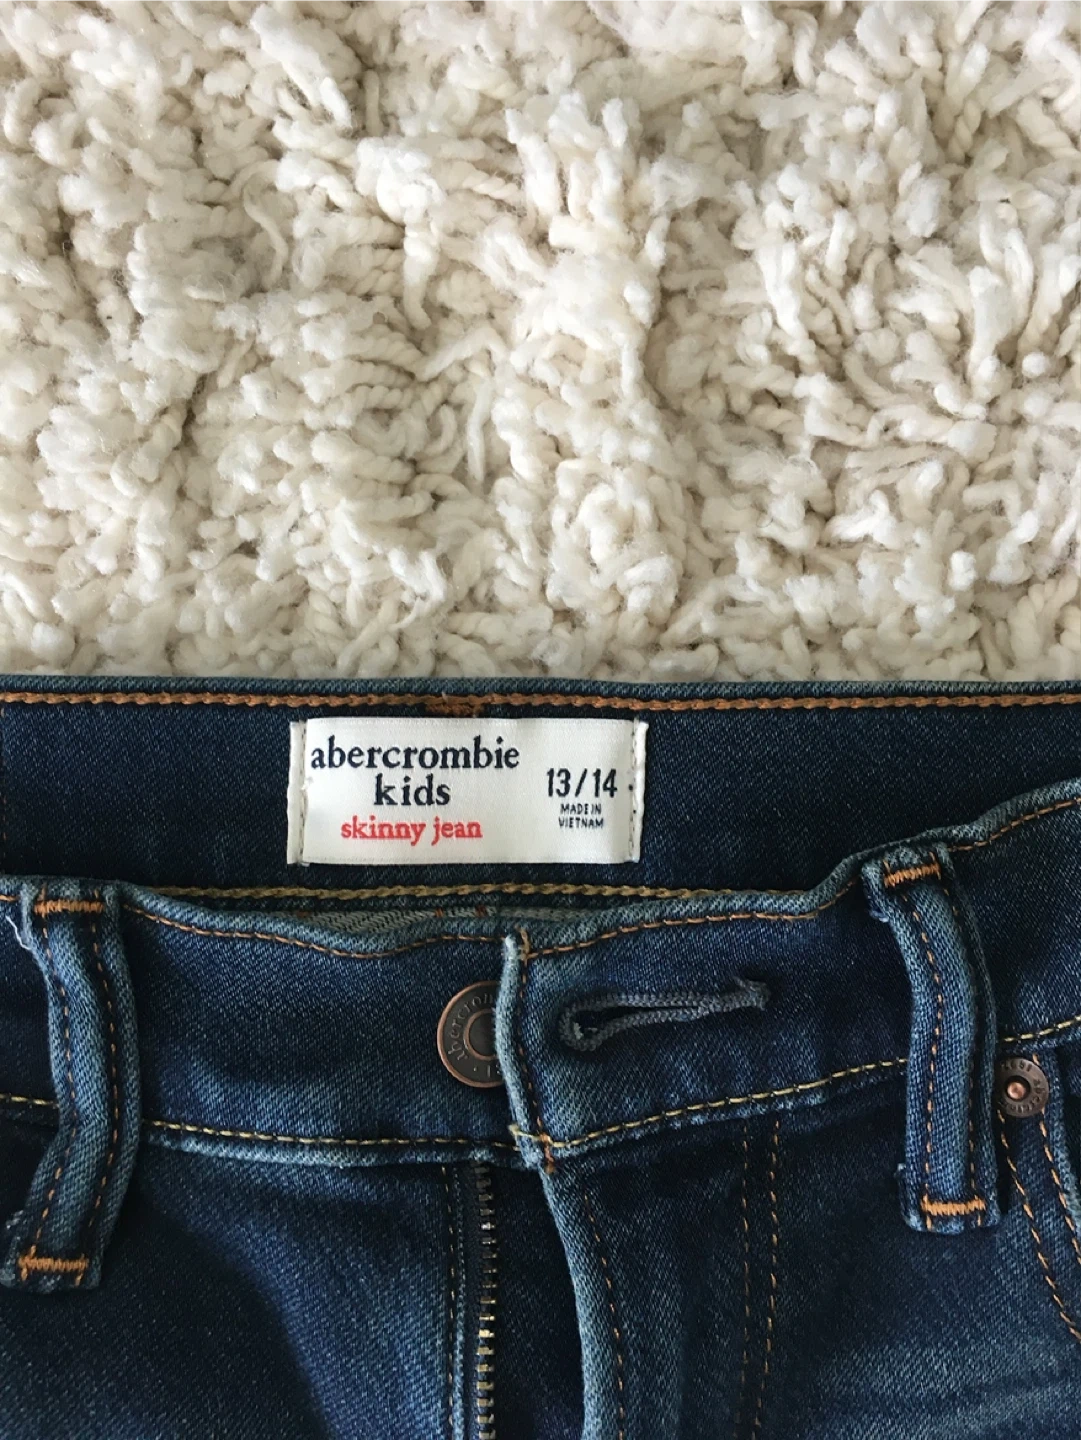 abercrombie
kids
skinny jean
13/14
MADE IN
VIETNAM